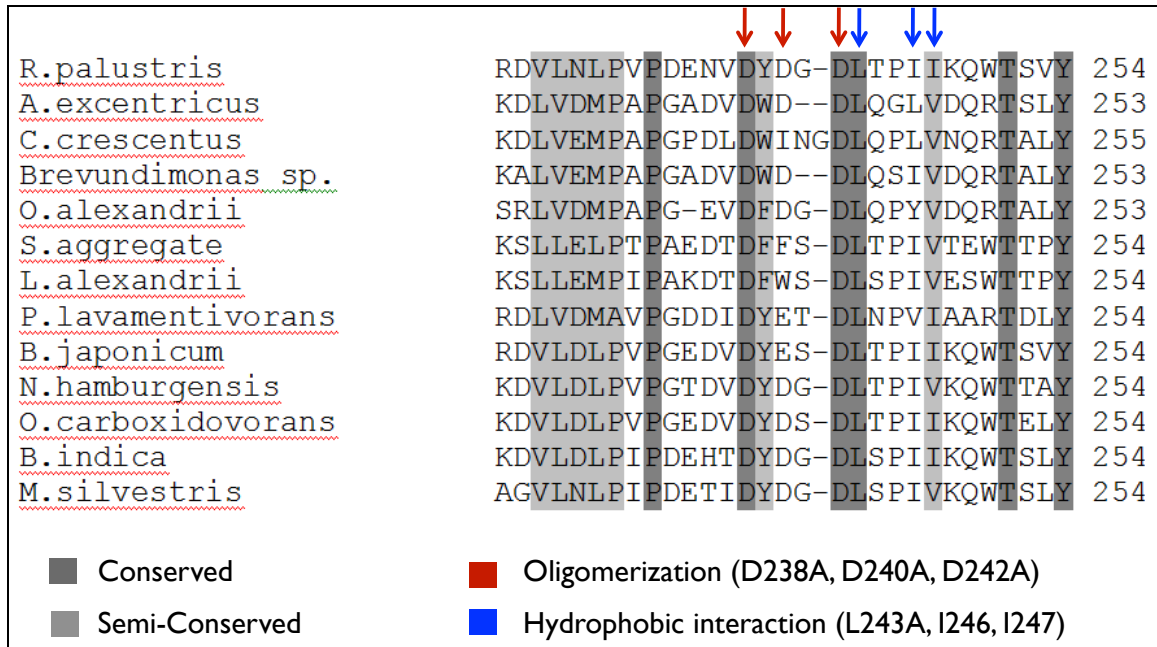 R.palustris RDVLNLPVPDENVDYDG-DLTPIIKQWTSVY 254
A.excentricus KDLVDMPAPGADVDWD--DLQGLVDQRTSLY 253
C.crescentus KDLVEMPAPGPDLDWINGDLQPLVNQRTALY 255
Brevundimonas sp. KALVEMPAPGADVDWD--DLQSIVDQRTALY 253
O.alexandrii SRLVDMPAPG-EVDFDG-DLQPYVDQRTALY 253
S.aggregate KSLLELPTPAEDTDFFS-DLTPIVTEWTTPY 254
L.alexandrii KSLLEMPIPAKDTDFWS-DLSPIVESWTTPY 254
P.lavamentivorans RDLVDMAVPGDDIDYET-DLNPVIAARTDLY 254
B.japonicum RDVLDLPVPGEDVDYES-DLTPIIKQWTSVY 254
N.hamburgensis KDVLDLPVPGTDVDYDG-DLTPIVKQWTTAY 254
O.carboxidovorans KDVLDLPVPGEDVDYDS-DLTPIIKQWTELY 254
B.indica KDVLDLPIPDEHTDYDG-DLSPIIKQWTSLY 254
M.silvestris AGVLNLPIPDETIDYDG-DLSPIVKQWTSLY 254
Conserved Oligomerization (D238A, D240A, D242A)
Semi-Conserved Hydrophobic interaction (L243A, I246, I247)